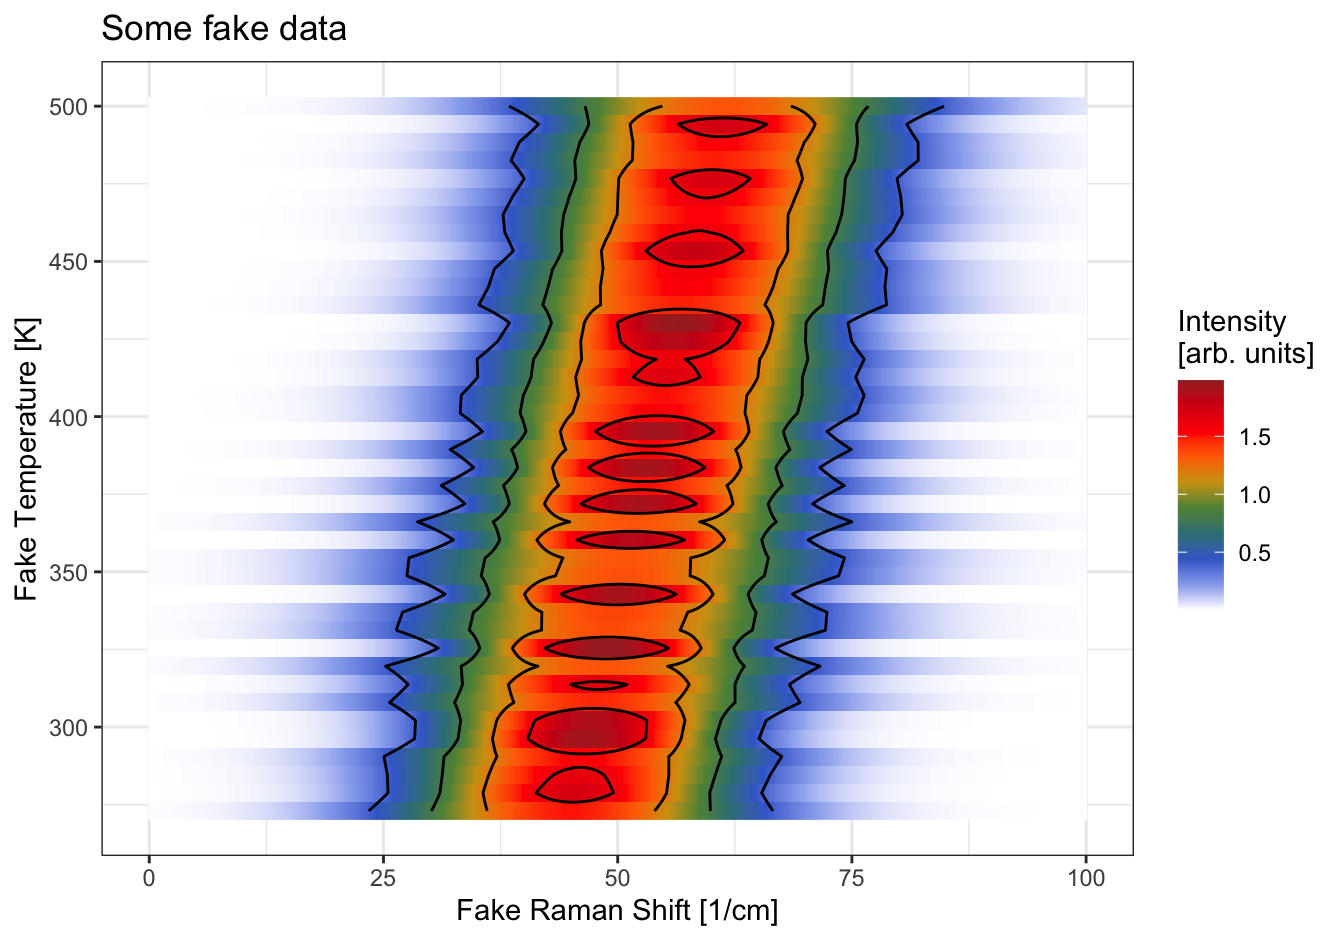 Some fake data
500
450
400
350
300
Fake Temperature [K]
0
25
50
75
100
Fake Raman Shift [1/cm]
Intensity
[arb. units]
1.5
1.0
0.5